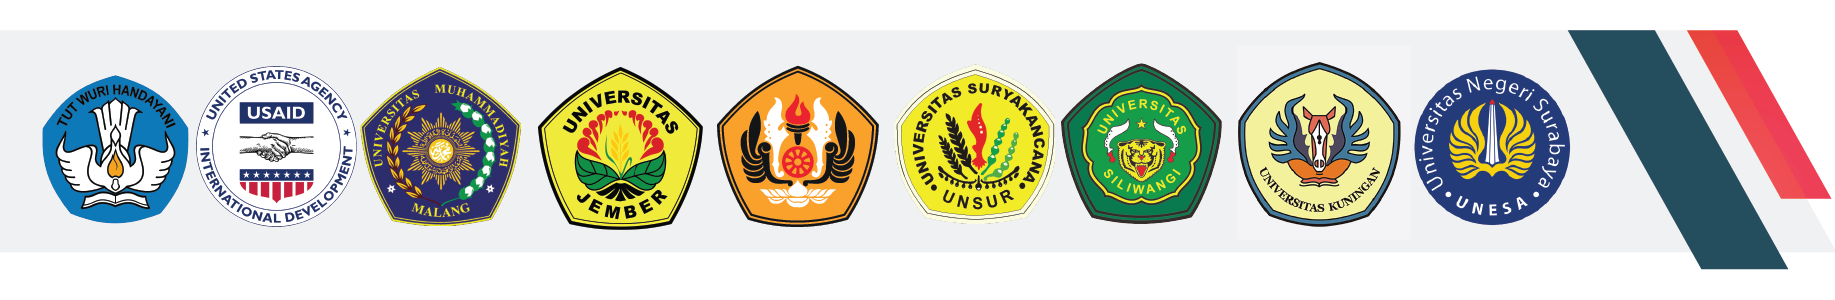 TUT WURI HANDAYANI
UNITED STATES AGENCY
USAID
INTERNATIONAL DEVELOPMENT
UNIVERSITAS MUHAMMADIYAH
MALANG
UNIVERSITAS
JEMBER
UNIVERSITAS SURYAKANCANA
UNSUR
UNIVERSITAS
SILIWANGI
UNIVERSITAS KUNINGAN
Universitas Negeri Surabaya
UNESA